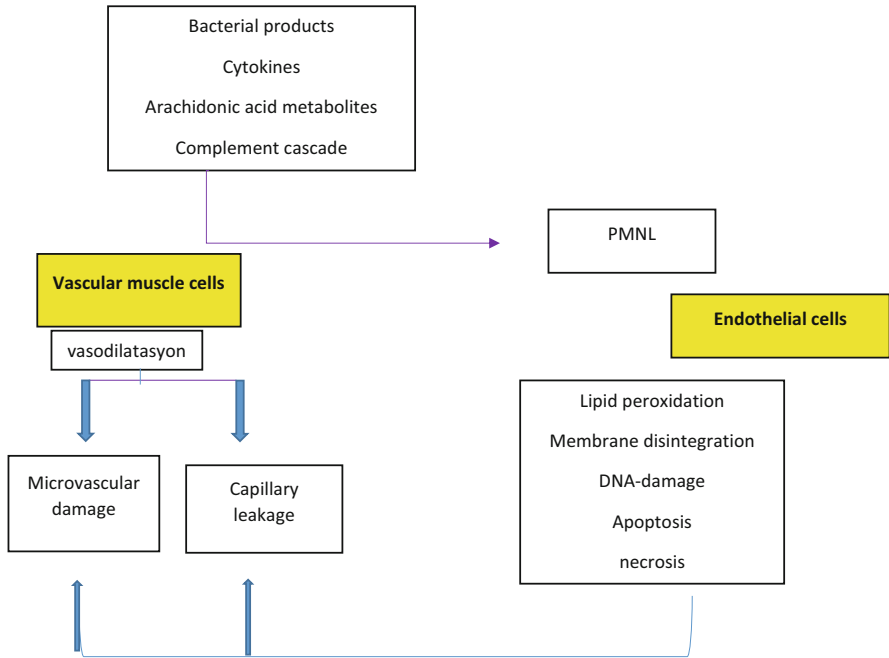 Bacterial products
Cytokines
Arachidonic acid metabolites
Complement cascade
PMNL
Vascular muscle cells
Endothelial cells
vasodilatasyon
Lipid peroxidation
Membrane disintegration
DNA-damage
Apoptosis
necrosis
Microvascular
damage
Capillary
leakage